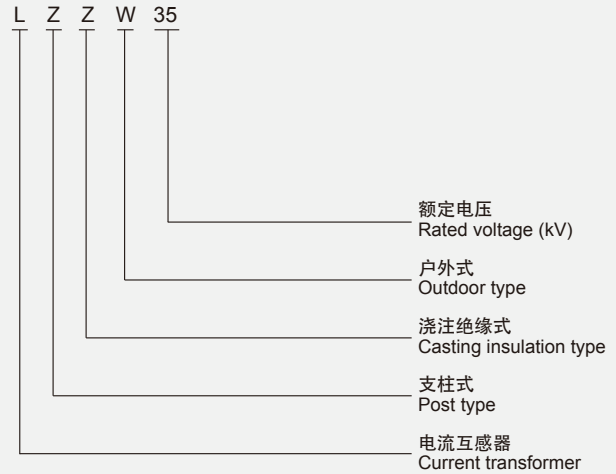 L Z Z W 35
额定电压
Rated voltage (kV)
户外式
Outdoor type
浇注绝缘式
Casting insulation type
支柱式
Post type
电流互感器
Current transformer